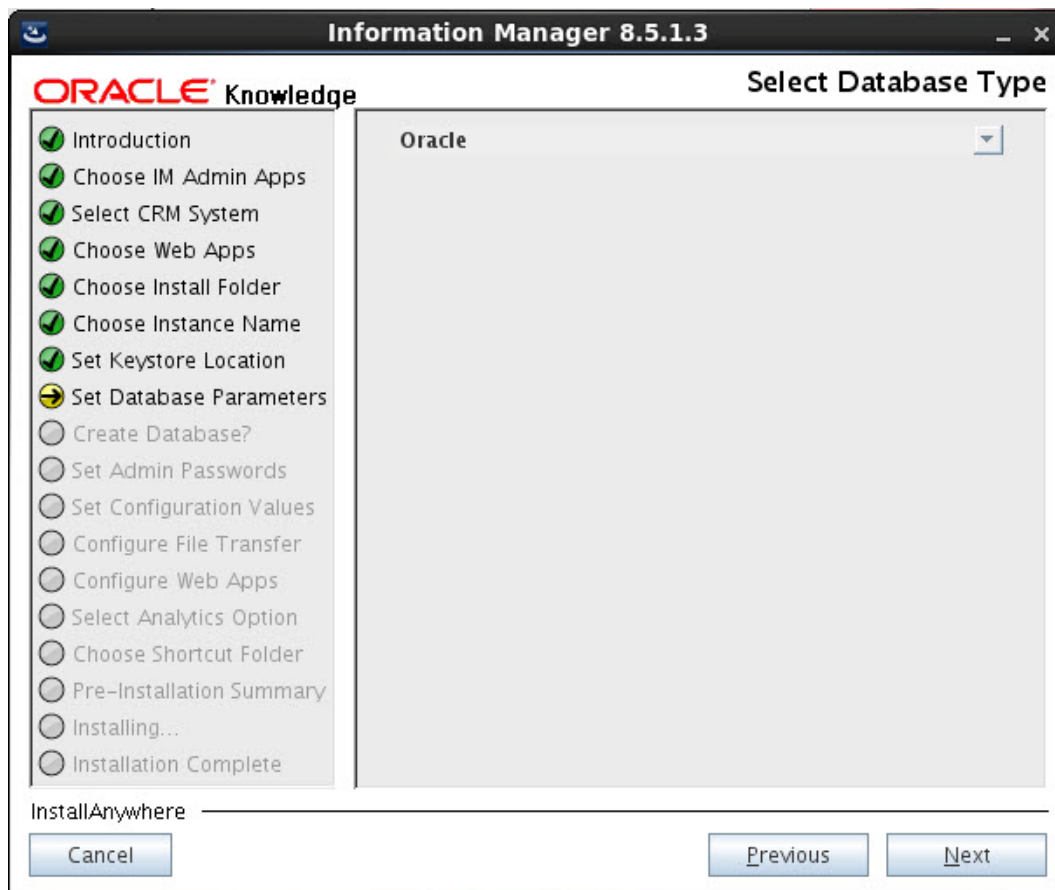 Information Manager 8.5.1.3
ORACLE Knowledge
Select Database Type
Introduction
Choose IM Admin Apps
Select CRM System
Choose Web Apps
Choose Install Folder
Choose Instance Name
Set Keystore Location
Set Database Parameters
Create Database?
Set Admin Passwords
Set Configuration Values
Configure File Transfer
Configure Web Apps
Select Analytics Option
Choose Shortcut Folder
Pre-Installation Summary
Installing...
Installation Complete
Oracle
InstallAnywhere
Cancel
Previous
Next